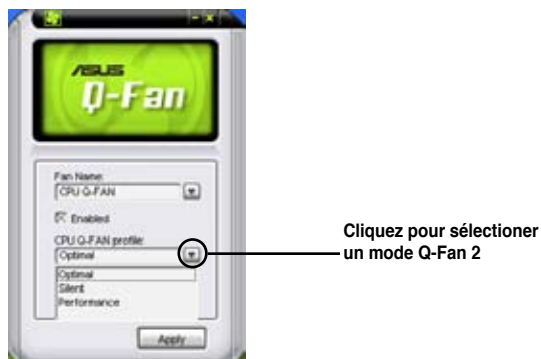 ASUS
Q-Fan
Fan Name:
CPU Q-FAN
Enabled
CPU Q-FAN profile:
Optimal
Optimal
Silent
Performance
Apply
Cliquez pour sélectioner
un mode Q-Fan 2